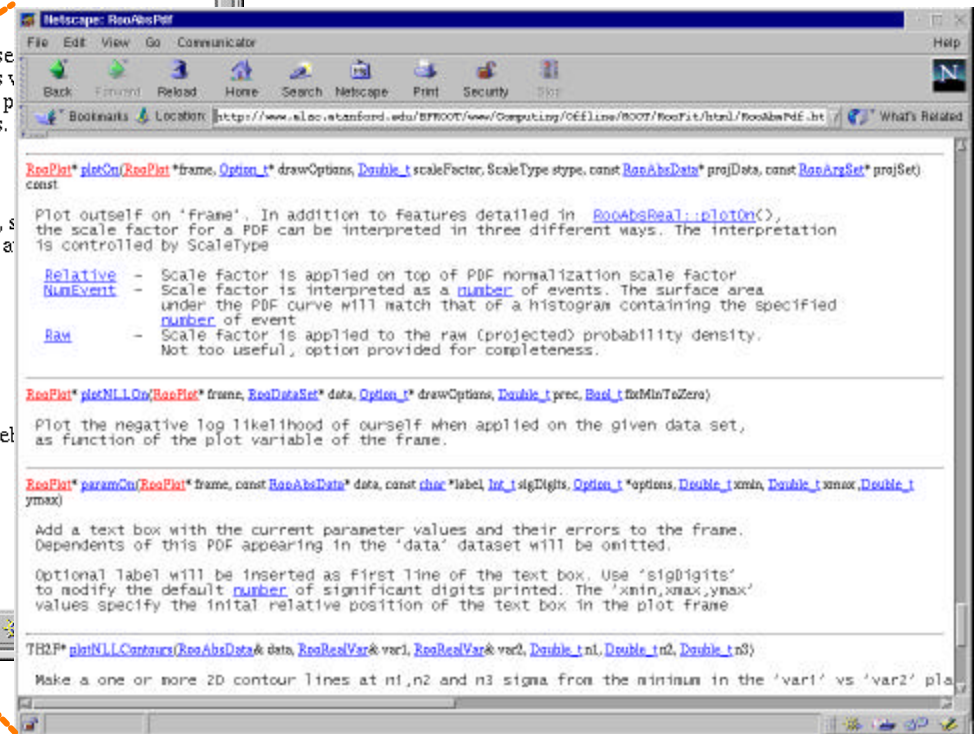 Netscape: RooAbsPdf
File Edit View Go Communicator Help
Back Forward Reload Home Search Netscape Print Security Stop
Bookmarks Location: http://www.slac.stanford.edu/BFROOT/www/Computing/Offline/ROOT/RooFit/html/RooAbsPdf.ht What's Related
RooPlot* plotOn(RooPlot *frame, Option_t* drawOptions, Double_t scaleFactor, ScaleType stype, const RooAbsData* projData, const RooArgSet* projSet)
const
Plot outself on 'frame'. In addition to features detailed in RooAbsReal::plotOn(),
the scale factor for a PDF can be interpreted in three different ways. The interpretation
is controlled by ScaleType
Relative – Scale factor is applied on top of PDF normalization scale factor
NumEvent – Scale factor is interpreted as a number of events. The surface area
under the PDF curve will match that of a histogram containing the specified
number of event
Raw – Scale factor is applied to the raw (projected) probability density.
Not too useful, option provided for completeness.
RooPlot* plotNLLOn(RooPlot* frame, RooDataSet* data, Option_t* drawOptions, Double_t prec, Bool_t fixMinToZero)
Plot the negative log likelihood of ourself when applied on the given data set,
as function of the plot variable of the frame.
RooPlot* paramOn(RooPlot* frame, const RooAbsData* data, const char *label, Int_t sigDigits, Option_t *options, Double_t xmin, Double_t xmax ,Double_t
ymax)
Add a text box with the current parameter values and their errors to the frame.
Dependents of this PDF appearing in the 'data' dataset will be omitted.
Optional label will be inserted as first line of the text box. Use 'sigDigits'
to modify the default number of significant digits printed. The 'xmin,xmax,ymax'
values specify the inital relative position of the text box in the plot frame
TH2F* plotNLLContours(RooAbsData& data, RooRealVar& var1, RooRealVar& var2, Double_t n1, Double_t n2, Double_t n3)
Make a one or more 2D contour lines at n1,n2 and n3 sigma from the minimum in the 'var1' vs 'var2' pla